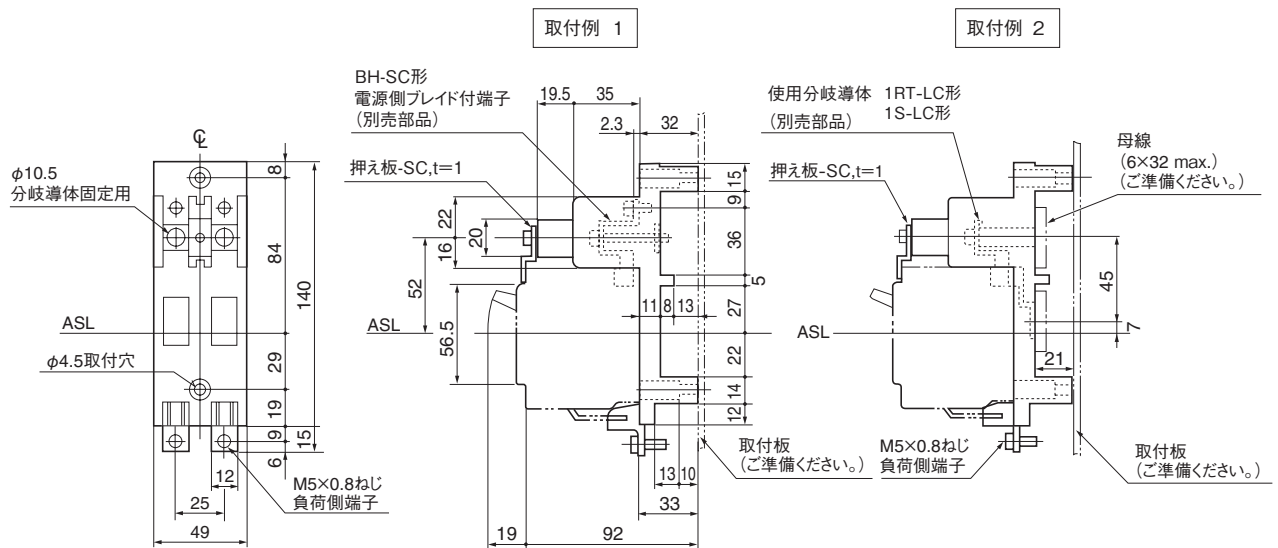 取付例 1
取付例 2
BH-SC形
電源側ブレイド付端子
（別売部品）
19.5
35
2.3
32
使用分岐導体 1RT-LC形
（別売部品） 1S-LC形
母線
(6×32 max.)
（ご準備ください。）
押え板-SC,t=1
押え板-SC,t=1
℄
φ10.5
分岐導体固定用
8
84
140
ASL
φ4.5取付穴
29
19
9
15
6
12
25
49
M5×0.8ねじ
負荷側端子
22
20
16
52
56.5
ASL
15
9
36
5
11
8
13
27
22
14
12
13
10
33
19
92
取付板
（ご準備ください。）
ASL
45
7
21
M5×0.8ねじ
負荷側端子
取付板
（ご準備ください。）